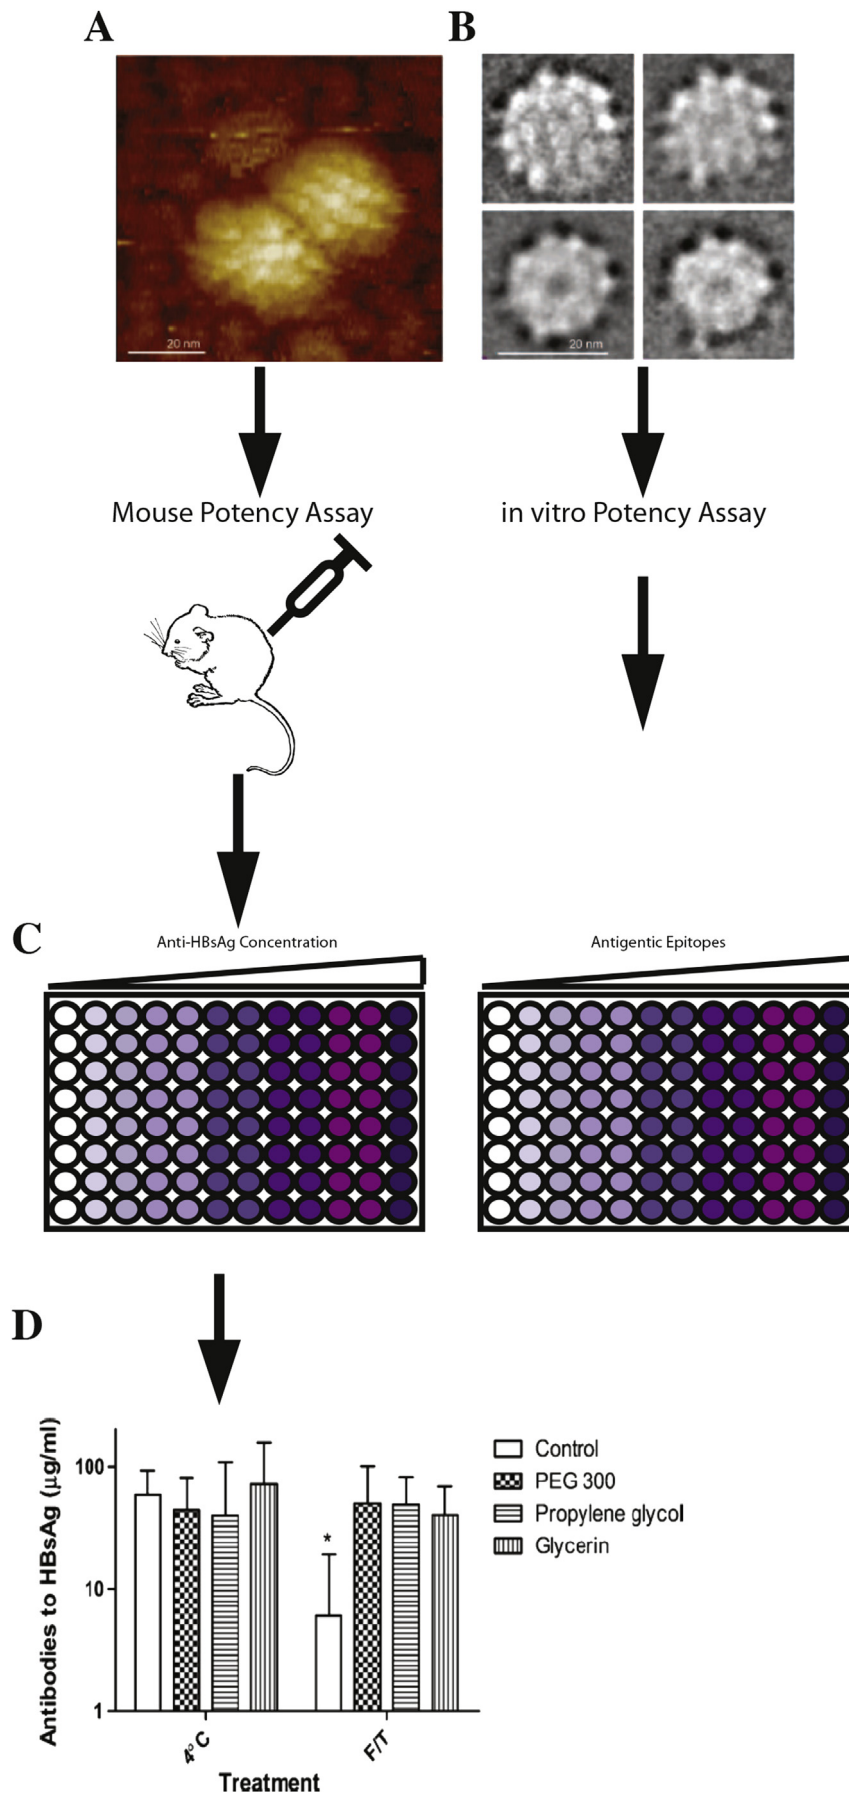 A
B
20 nm
20 nm
Mouse Potency Assay
in vitro Potency Assay
C
Anti-HBsAg Concentration
Antigentic Epitopes
D
Antibodies to HBsAg (µg/ml)
100
10
1
*
Control
PEG 300
Propylene glycol
Glycerin
4° C
F/T
Treatment